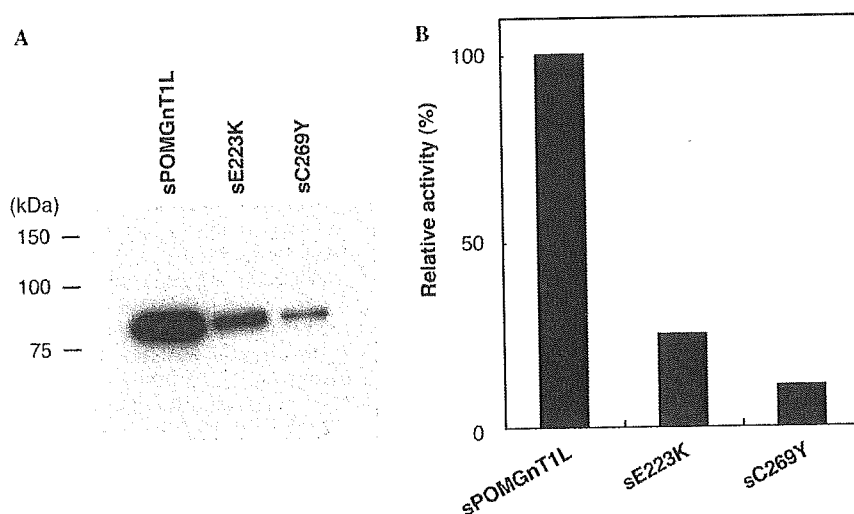 A
sPOMGnT1L
sE223K
sC269Y
(kDa)
150
100
75
B
Relative activity (%)
100
50
0
sPOMGnT1L
sE223K
sC269Y